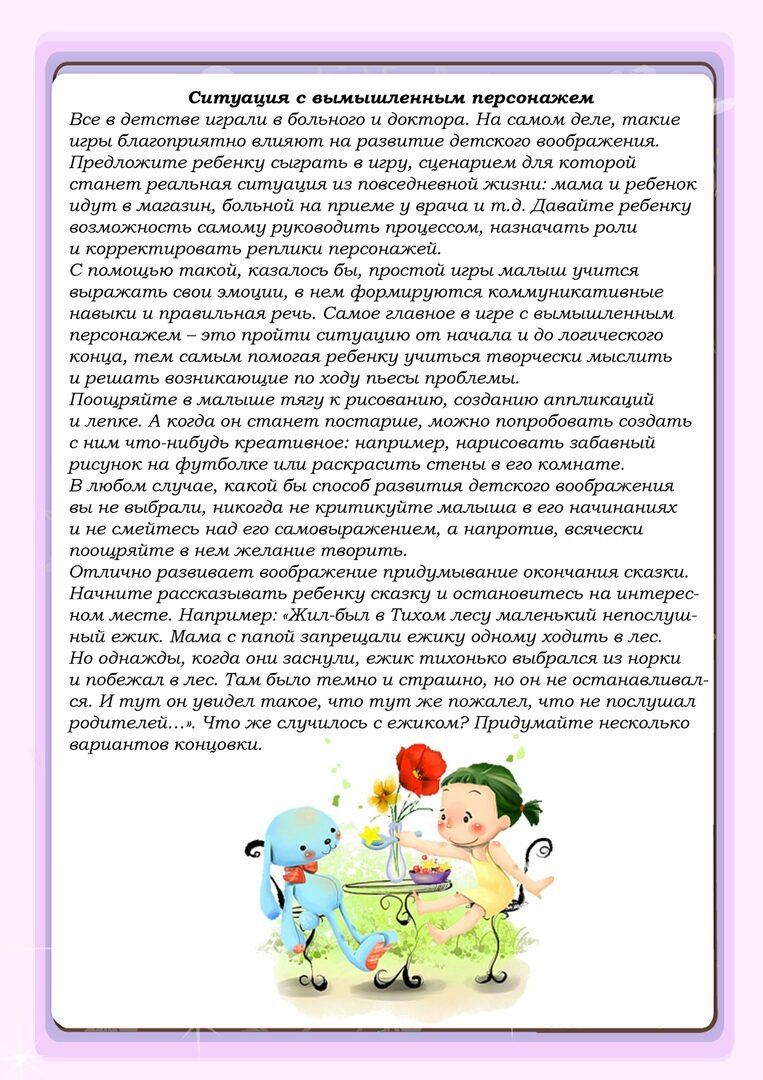 Ситуация с вымышленным персонажем
Все в детстве играли в больного и доктора. На самом деле, такие
игры благоприятно влияют на развитие детского воображения.
Предложите ребенку сыграть в игру, сценарием для которой
станет реальная ситуация из повседневной жизни: мама и ребенок
идут в магазин, больной на приеме у врача и т.д. Давайте ребенку
возможность самому руководить процессом, назначать роли
и корректировать реплики персонажей.
С помощью такой, казалось бы, простой игры малыш учится
выражать свои эмоции, в нем формируются коммуникативные
навыки и правильная речь. Самое главное в игре с вымышленным
персонажем – это пройти ситуацию от начала и до логического
конца, тем самым помогая ребенку учиться творчески мыслить
и решать возникающие по ходу пьесы проблемы.
Поощряйте в малыше тягу к рисованию, созданию аппликаций
и лепке. А когда он станет постарше, можно попробовать создать
с ним что-нибудь креативное: например, нарисовать забавный
рисунок на футболке или раскрасить стены в его комнате.
В любом случае, какой бы способ развития детского воображения
вы не выбрали, никогда не критикуйте малыша в его начинаниях
и не смейтесь над его самовыражением, а напротив, всячески
поощряйте в нем желание творить.
Отлично развивает воображение придумывание окончания сказки.
Начните рассказывать ребенку сказку и остановитесь на интерес-
ном месте. Например: «Жил-был в Тихом лесу маленький непослуш-
ный ежик. Мама с папой запрещали ежику одному ходить в лес.
Но однажды, когда они заснули, ежик тихонько выбрался из норки
и побежал в лес. Там было темно и страшно, но он не останавливал-
ся. И тут он увидел такое, что тут же пожалел, что не послушал
родителей…». Что же случилось с ежиком? Придумайте несколько
вариантов концовки.